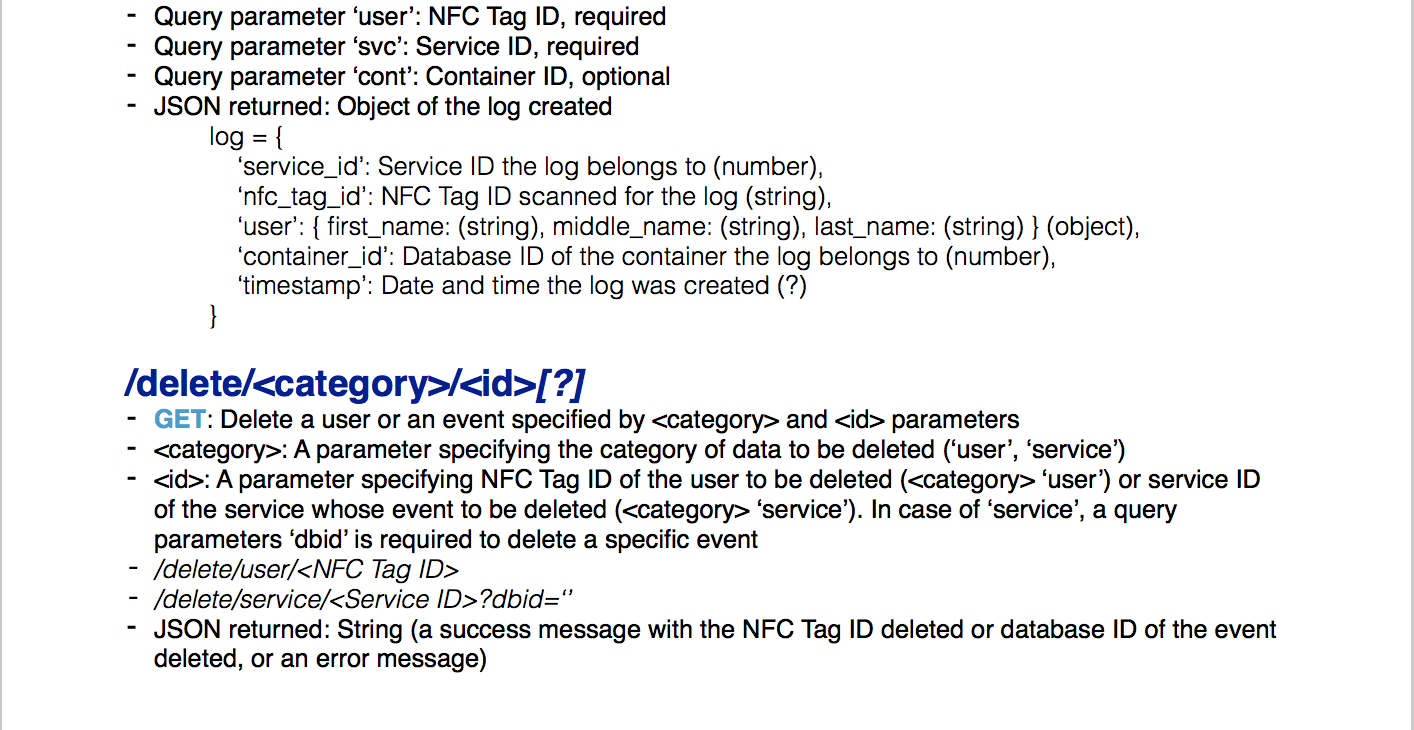 - Query parameter ‘user’: NFC Tag ID, required
- Query parameter ‘svc’: Service ID, required
- Query parameter ‘cont’: Container ID, optional
- JSON returned: Object of the log created
log = {
‘service_id’: Service ID the log belongs to (number),
‘nfc_tag_id’: NFC Tag ID scanned for the log (string),
‘user’: { first_name: (string), middle_name: (string), last_name: (string) } (object),
‘container_id’: Database ID of the container the log belongs to (number),
‘timestamp’: Date and time the log was created (?)
}
/delete/<category>/<id>[?]
- GET: Delete a user or an event specified by <category> and <id> parameters
- <category>: A parameter specifying the category of data to be deleted (‘user’, ‘service’)
- <id>: A parameter specifying NFC Tag ID of the user to be deleted (<category> ‘user’) or service ID
of the service whose event to be deleted (<category> ‘service’). In case of ‘service’, a query
parameters ‘dbid’ is required to delete a specific event
- /delete/user/<NFC Tag ID>
- /delete/service/<Service ID>?dbid=‘’
- JSON returned: String (a success message with the NFC Tag ID deleted or database ID of the event
deleted, or an error message)